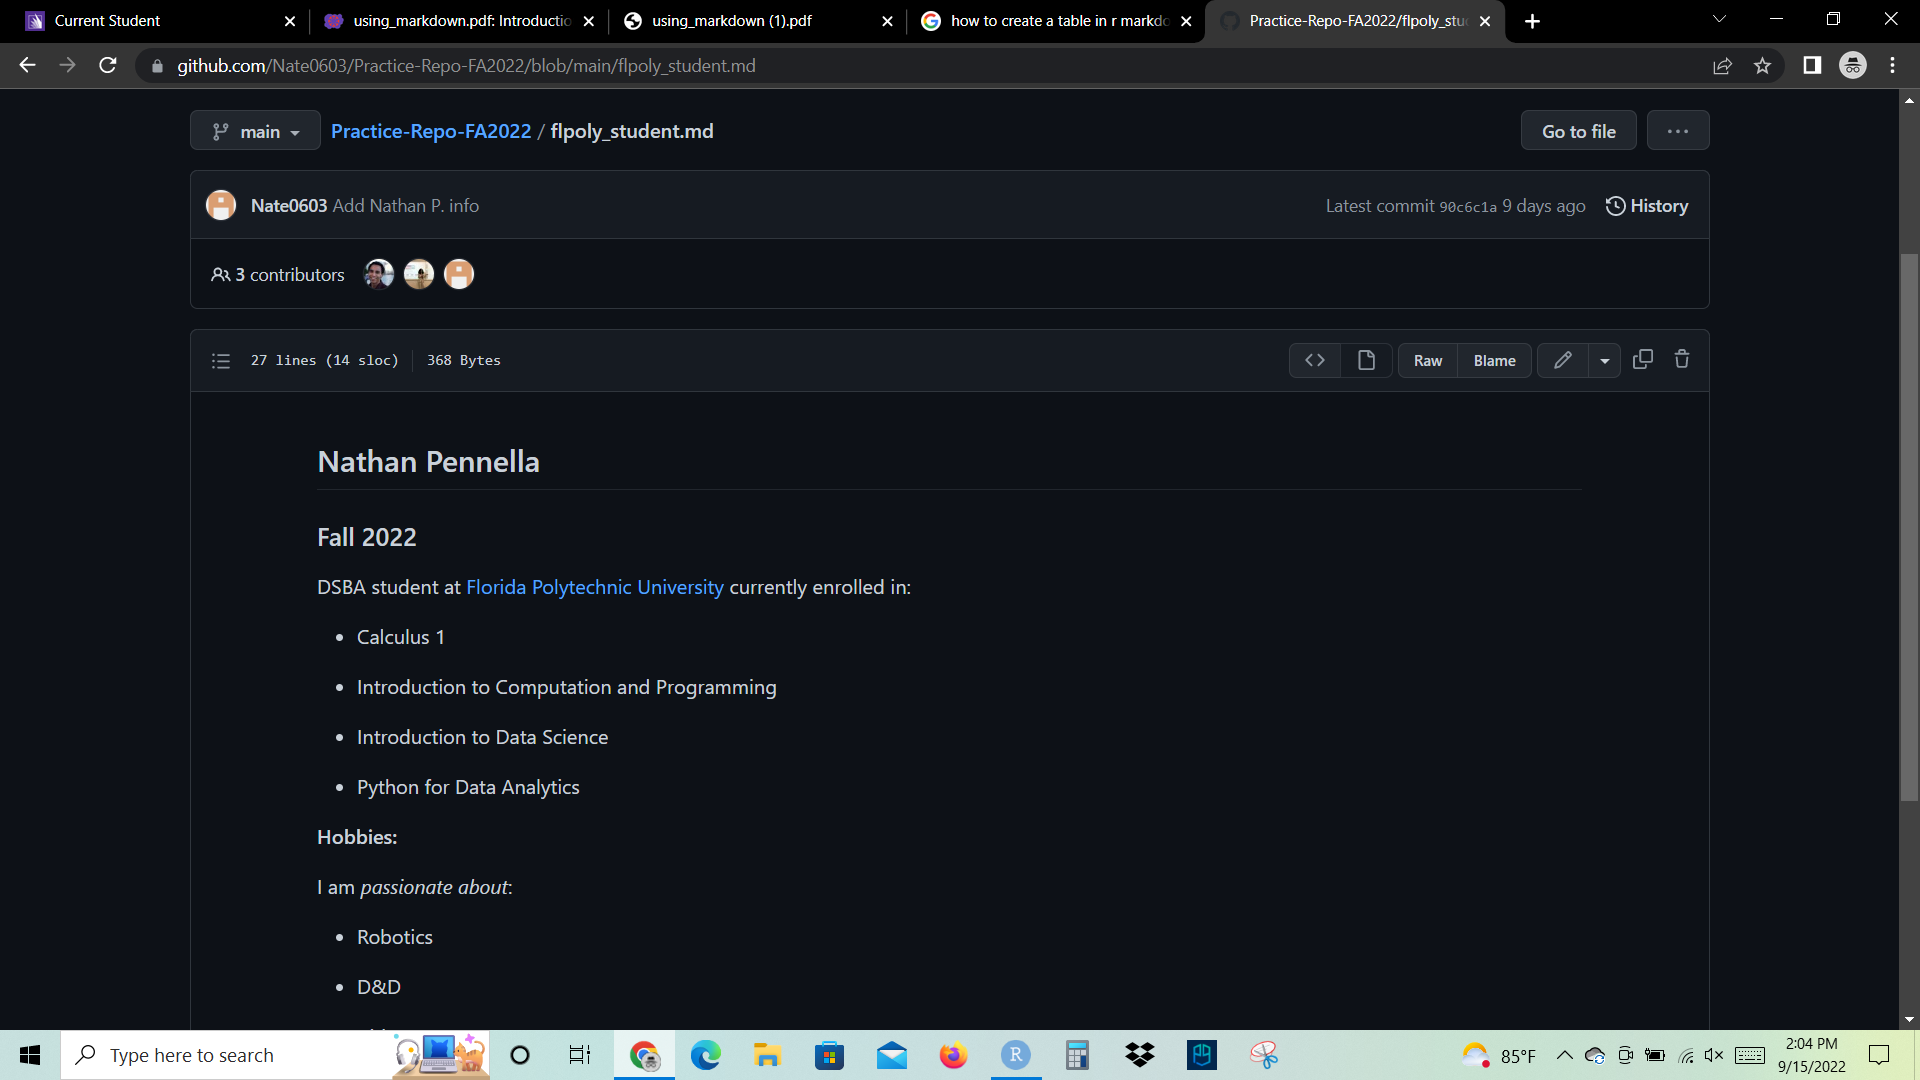 Current Student
using_markdown.pdf: Introductio
using_markdown (1).pdf
how to create a table in r markdo
Practice-Repo-FA2022/flpoly_stu
github.com/Nate0603/Practice-Repo-FA2022/blob/main/flpoly_student.md
main
Practice-Repo-FA2022 / flpoly_student.md
Go to file
Nate0603 Add Nathan P. info
Latest commit 90c6c1a 9 days ago
History
3 contributors
27 lines (14 sloc)
368 Bytes
Raw
Blame
Nathan Pennella
Fall 2022
DSBA student at Florida Polytechnic University currently enrolled in:
• Calculus 1
• Introduction to Computation and Programming
• Introduction to Data Science
• Python for Data Analytics
Hobbies:
I am passionate about:
• Robotics
• D&D
Type here to search
R
85°F
2:04 PM
9/15/2022